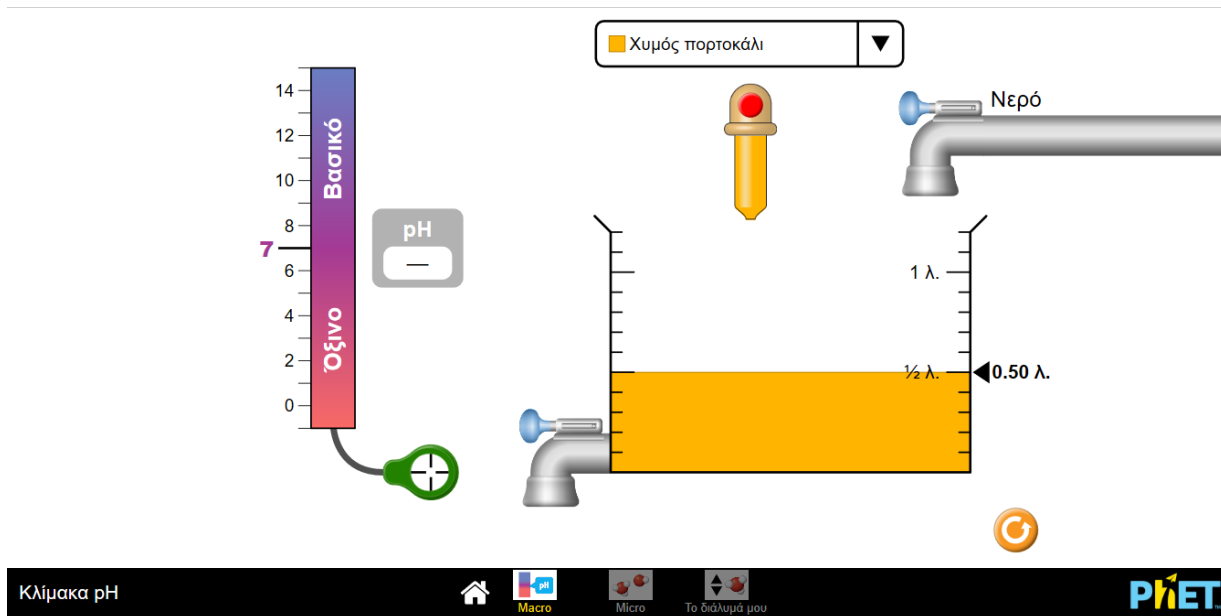 Χυμός πορτοκάλι
Νερό
14
12
10
8
7
6
4
2
0
Βασικό
Όξινο
pH
—
1 λ.
½ λ.
0.50 λ.
Κλίμακα pH
pH
Macro
Micro
Το διάλυμά μου
PhET